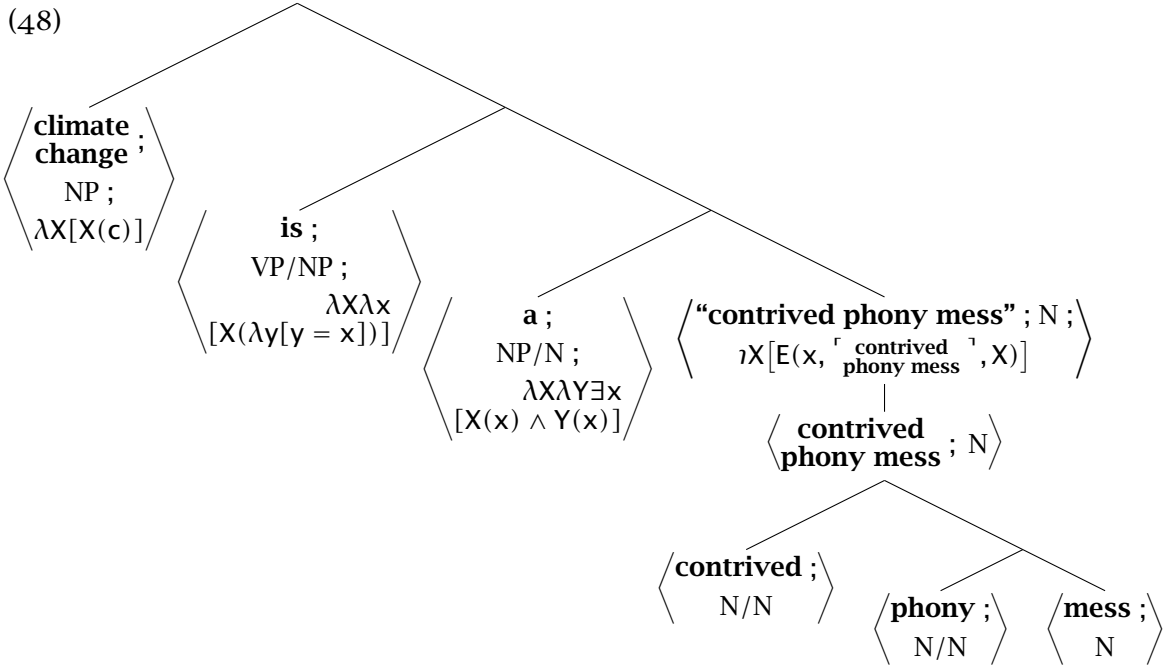 (48)
climate
change ;
NP ;
λX[X(c)]
is ;
VP/NP ;
λXλx
[X(λy[y = x])]
a ;
NP/N ;
λXλY∃x
[X(x) ∧ Y(x)]
“contrived phony mess” ; N ;
ɿX[E(x, ⌜contrived phony mess⌝, X)]
contrived
phony mess ; N
contrived ;
N/N
phony ;
N/N
mess ;
N